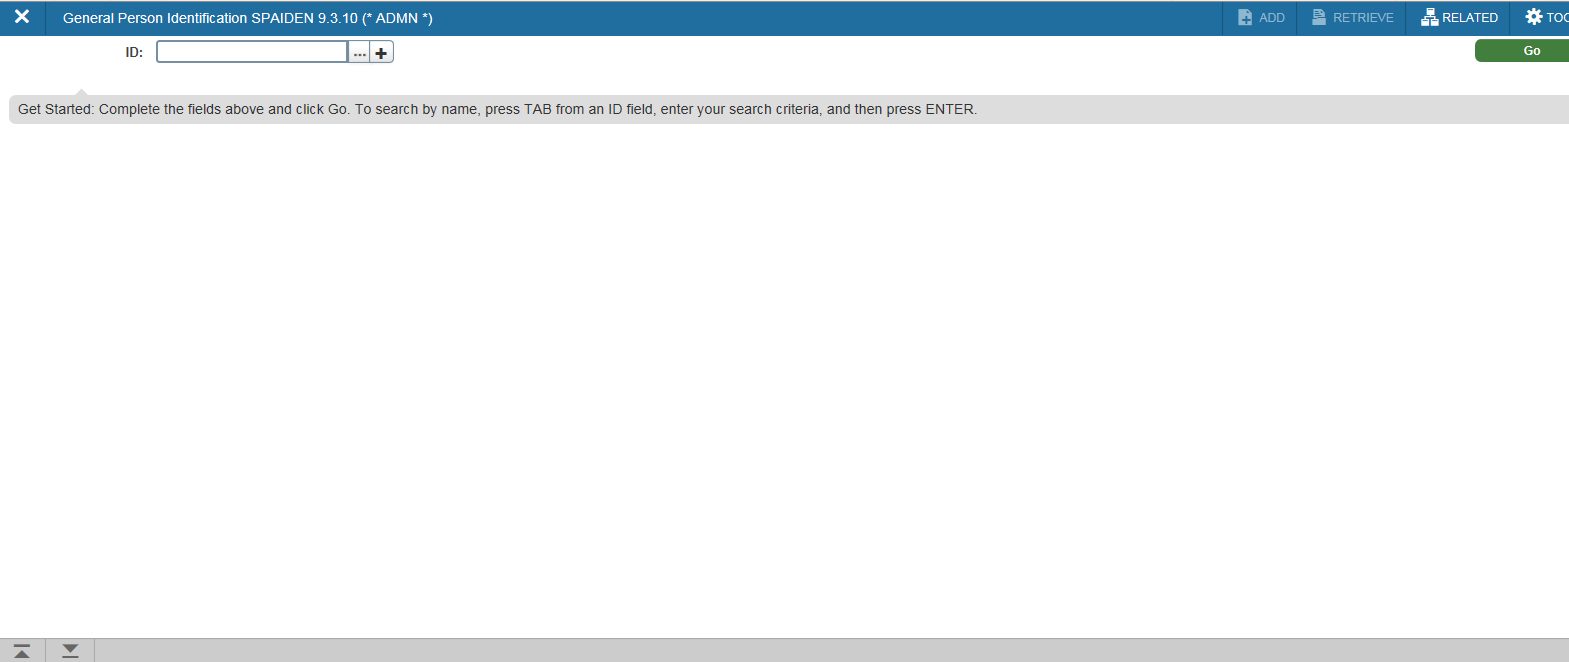 General Person Identification SPAIDEN 9.3.10 (* ADMN *)
ADD
RETRIEVE
RELATED
TOO
ID:
...
Go
Get Started: Complete the fields above and click Go. To search by name, press TAB from an ID field, enter your search criteria, and then press ENTER.